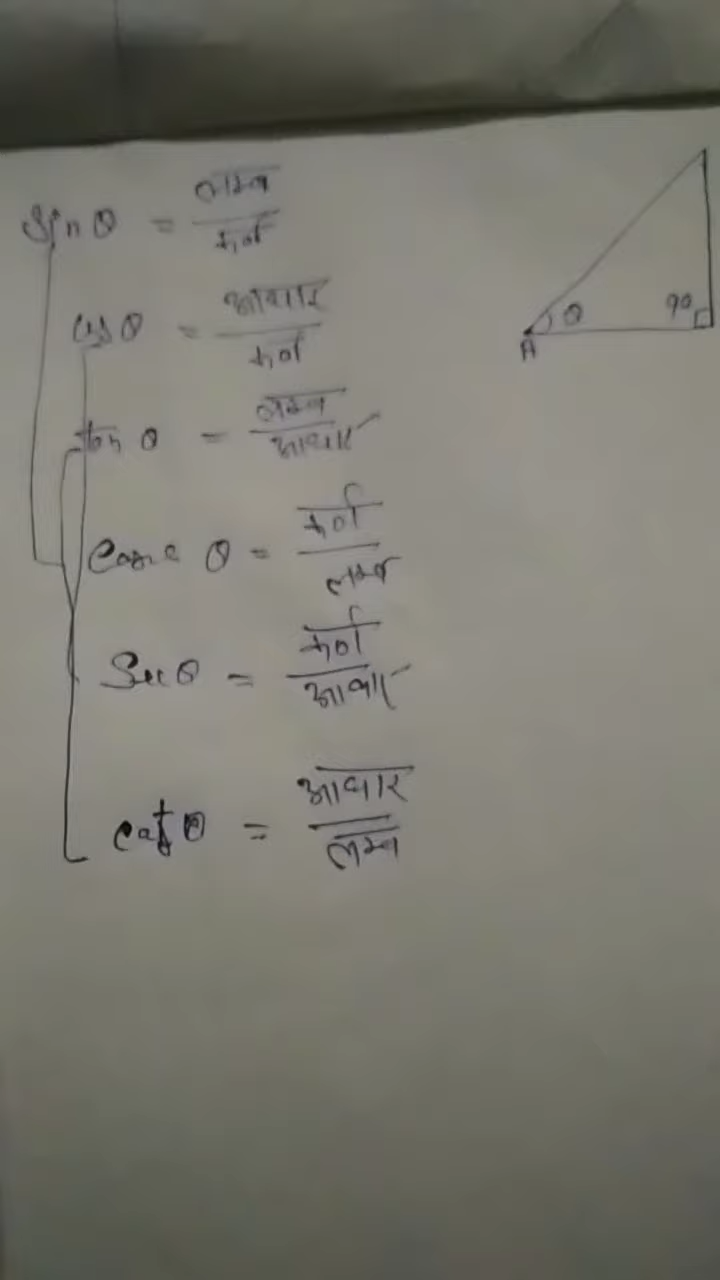 sin θ = लम्ब / कर्ण
cos θ = आधार / कर्ण
tan θ = लम्ब / आधार
cosec θ = कर्ण / लम्ब
Sec θ = कर्ण / आधार
cot θ = आधार / लम्ब
A θ 90